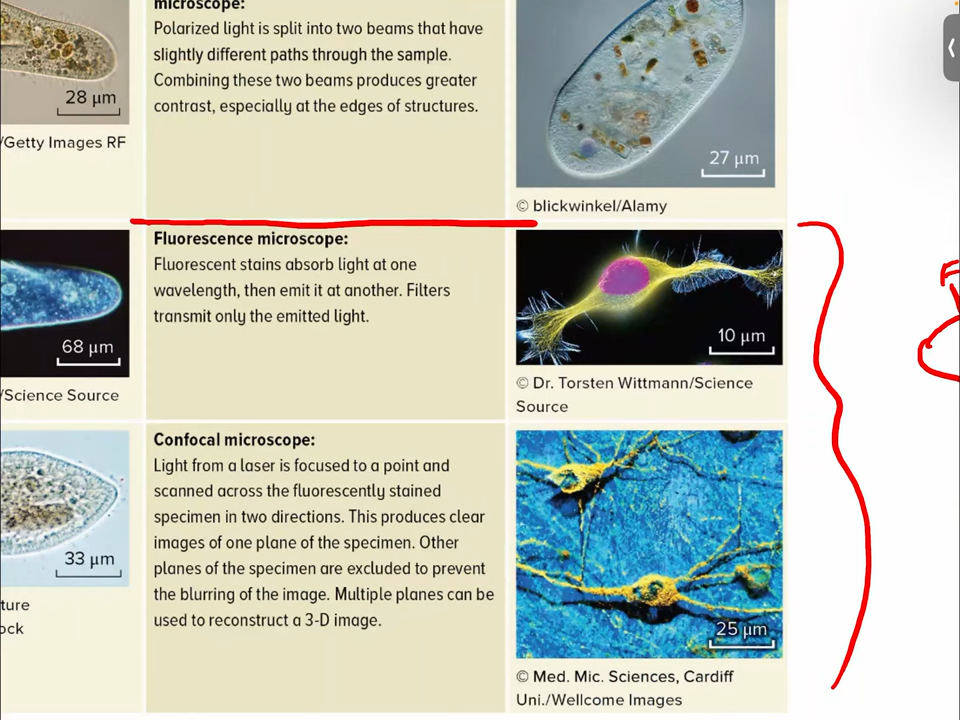 28 μm
/Getty Images RF
microscope:
Polarized light is split into two beams that have
slightly different paths through the sample.
Combining these two beams produces greater
contrast, especially at the edges of structures.
27 μm
© blickwinkel/Alamy
68 μm
/Science Source
Fluorescence microscope:
Fluorescent stains absorb light at one
wavelength, then emit it at another. Filters
transmit only the emitted light.
10 μm
© Dr. Torsten Wittmann/Science
Source
33 μm
ture
ock
Confocal microscope:
Light from a laser is focused to a point and
scanned across the fluorescently stained
specimen in two directions. This produces clear
images of one plane of the specimen. Other
planes of the specimen are excluded to prevent
the blurring of the image. Multiple planes can be
used to reconstruct a 3-D image.
25 μm
© Med. Mic. Sciences, Cardiff
Uni./Wellcome Images